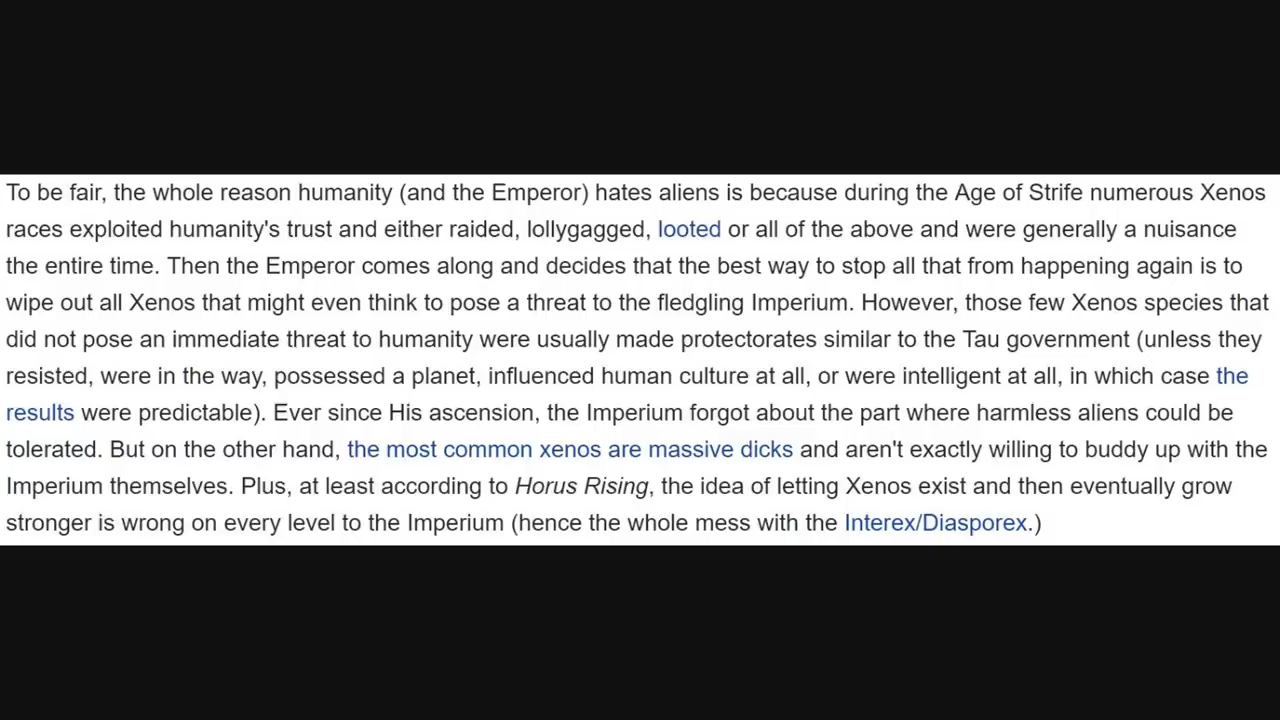 To be fair, the whole reason humanity (and the Emperor) hates aliens is because during the Age of Strife numerous Xenos
races exploited humanity's trust and either raided, lollygagged, looted or all of the above and were generally a nuisance
the entire time. Then the Emperor comes along and decides that the best way to stop all that from happening again is to
wipe out all Xenos that might even think to pose a threat to the fledgling Imperium. However, those few Xenos species that
did not pose an immediate threat to humanity were usually made protectorates similar to the Tau government (unless they
resisted, were in the way, possessed a planet, influenced human culture at all, or were intelligent at all, in which case the
results were predictable). Ever since His ascension, the Imperium forgot about the part where harmless aliens could be
tolerated. But on the other hand, the most common xenos are massive dicks and aren't exactly willing to buddy up with the
Imperium themselves. Plus, at least according to Horus Rising, the idea of letting Xenos exist and then eventually grow
stronger is wrong on every level to the Imperium (hence the whole mess with the Interex/Diasporex.)